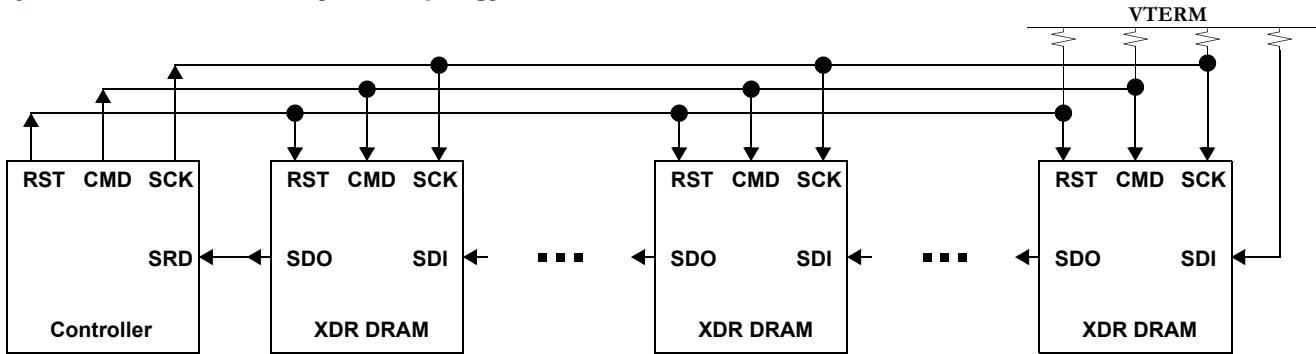 VTERM
RST CMD SCK
RST CMD SCK
RST CMD SCK
RST CMD SCK
SRD
SDO SDI
SDO SDI
SDO SDI
Controller
XDR DRAM
XDR DRAM
XDR DRAM